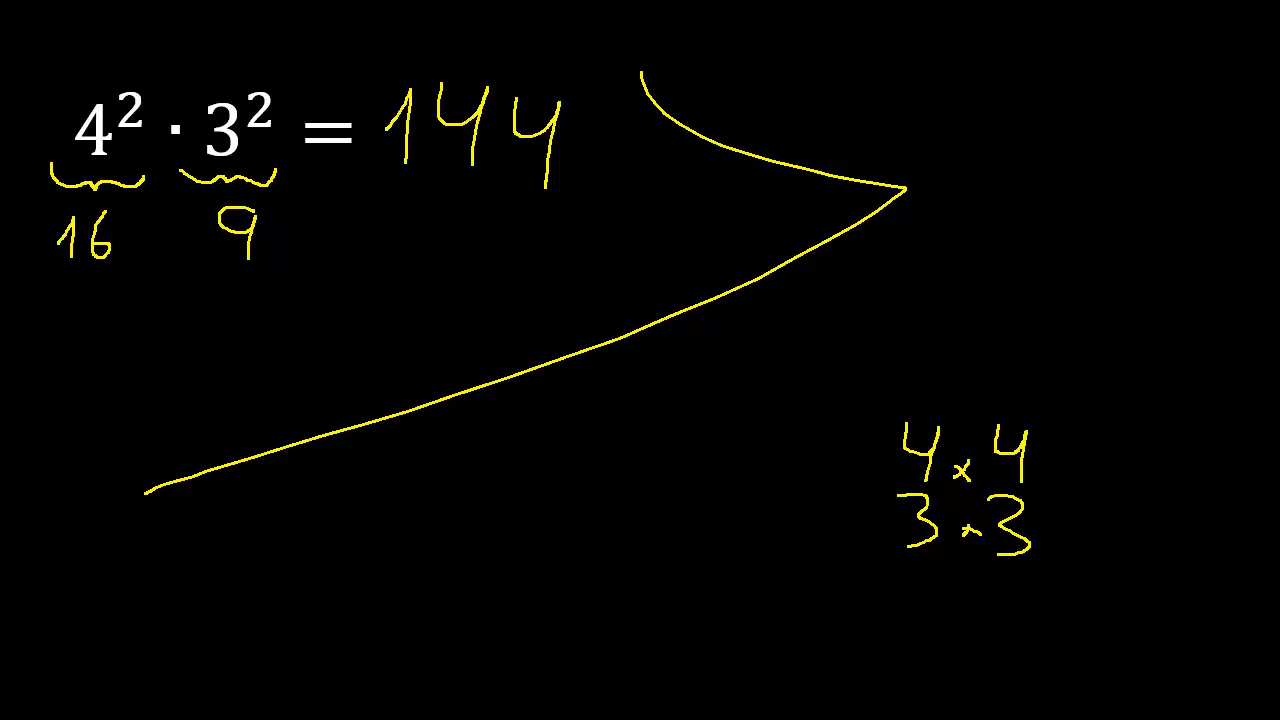 4² · 3² = 144
16 9
4 × 4
3 × 3